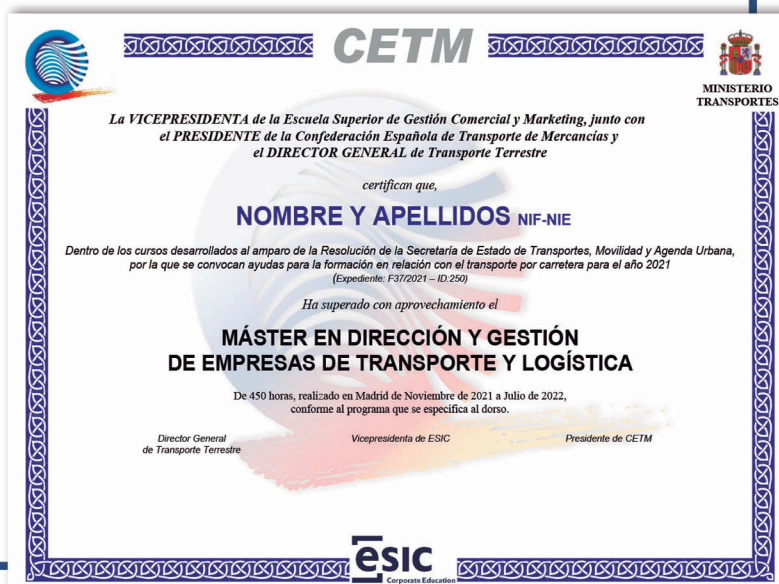 CETM
MINISTERIO
TRANSPORTES
La VICEPRESIDENTA de la Escuela Superior de Gestión Comercial y Marketing, junto con
el PRESIDENTE de la Confederación Española de Transporte de Mercancías y
el DIRECTOR GENERAL de Transporte Terrestre
certifican que,
NOMBRE Y APELLIDOS NIF-NIE
Dentro de los cursos desarrollados al amparo de la Resolución de la Secretaría de Estado de Transportes, Movilidad y Agenda Urbana,
por la que se convocan ayudas para la formación en relación con el transporte por carretera para el año 2021
(Expediente: F37/2021 – ID:250)
Ha superado con aprovechamiento el
MÁSTER EN DIRECCIÓN Y GESTIÓN
DE EMPRESAS DE TRANSPORTE Y LOGÍSTICA
De 450 horas, realizado en Madrid de Noviembre de 2021 a Julio de 2022,
conforme al programa que se especifica al dorso.
Director General
de Transporte Terrestre
Vicepresidenta de ESIC
Presidente de CETM
esic
Corporate Education